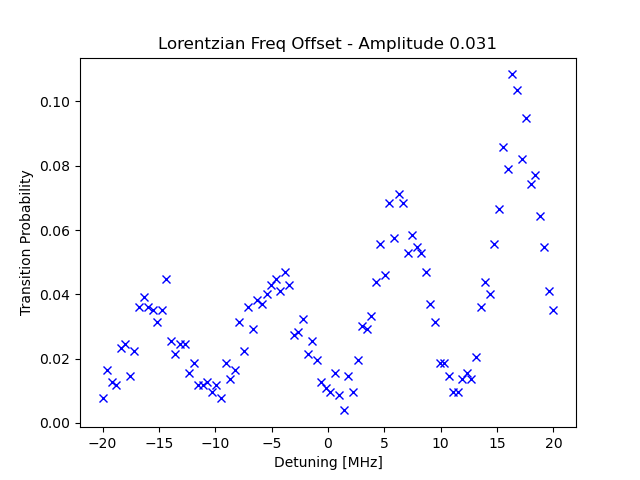 Lorentzian Freq Offset - Amplitude 0.031
Transition Probability
0.10
0.08
0.06
0.04
0.02
0.00
−20 −15 −10 −5 0 5 10 15 20
Detuning [MHz]